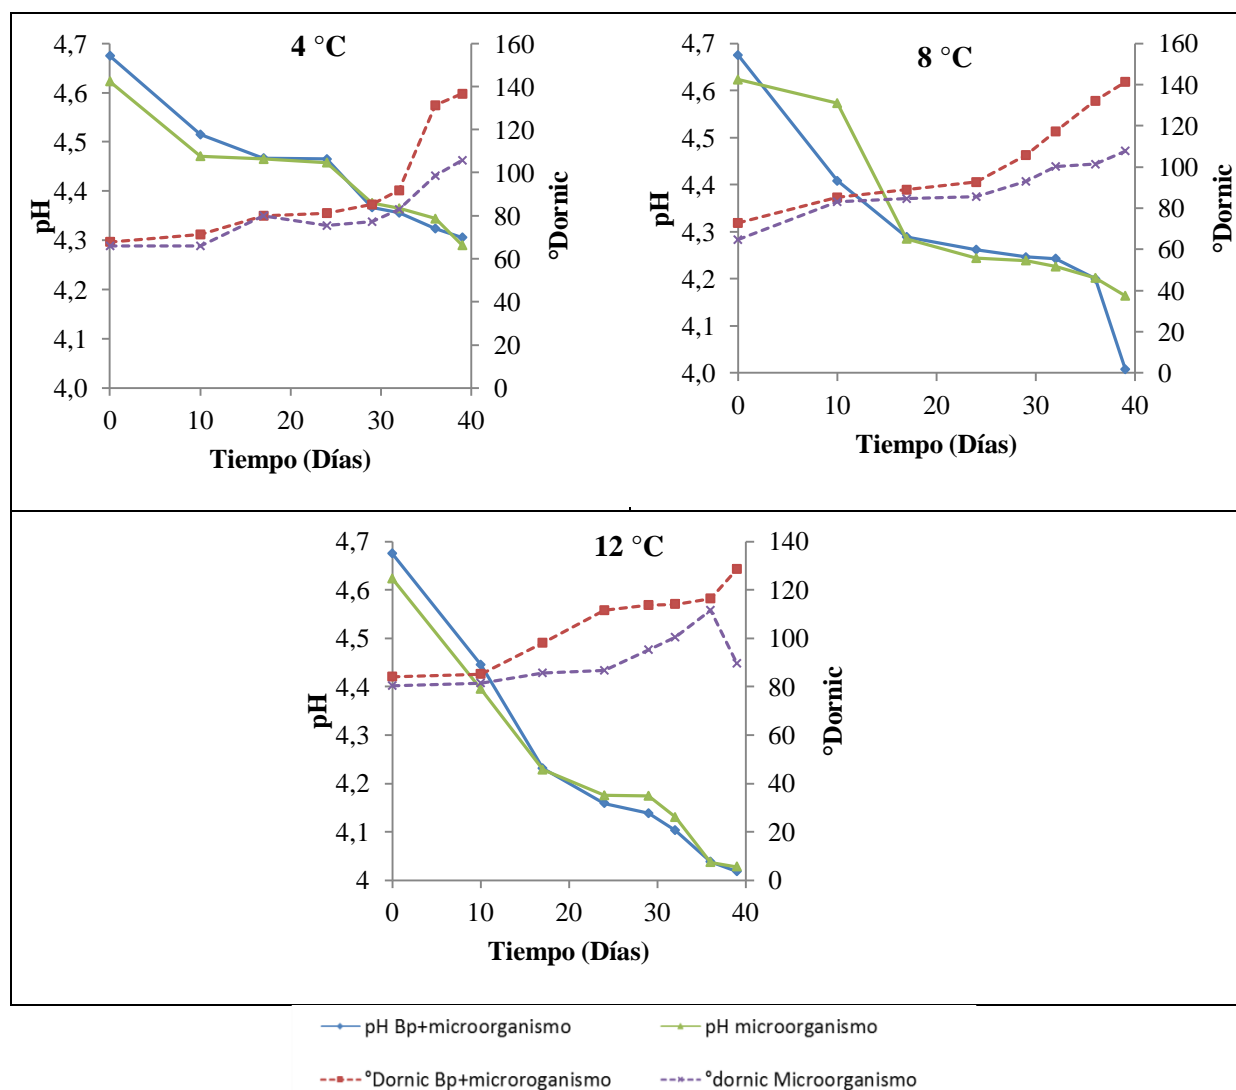 4 °C
4,7
4,6
4,5
4,4
4,3
4,2
4,1
4,0
pH
160
140
120
100
80
60
40
20
0
°Dornic
0 10 20 30 40
Tiempo (Días)
8 °C
4,7
4,6
4,5
4,4
4,3
4,2
4,1
4,0
pH
160
140
120
100
80
60
40
20
0
°Dornic
0 10 20 30 40
Tiempo (Días)
12 °C
4,7
4,6
4,5
4,4
4,3
4,2
4,1
4
pH
140
120
100
80
60
40
20
0
°Dornic
0 10 20 30 40
Tiempo (Días)
pH Bp+microorganismo pH microorganismo
°Dornic Bp+microroganismo °dornic Microorganismo